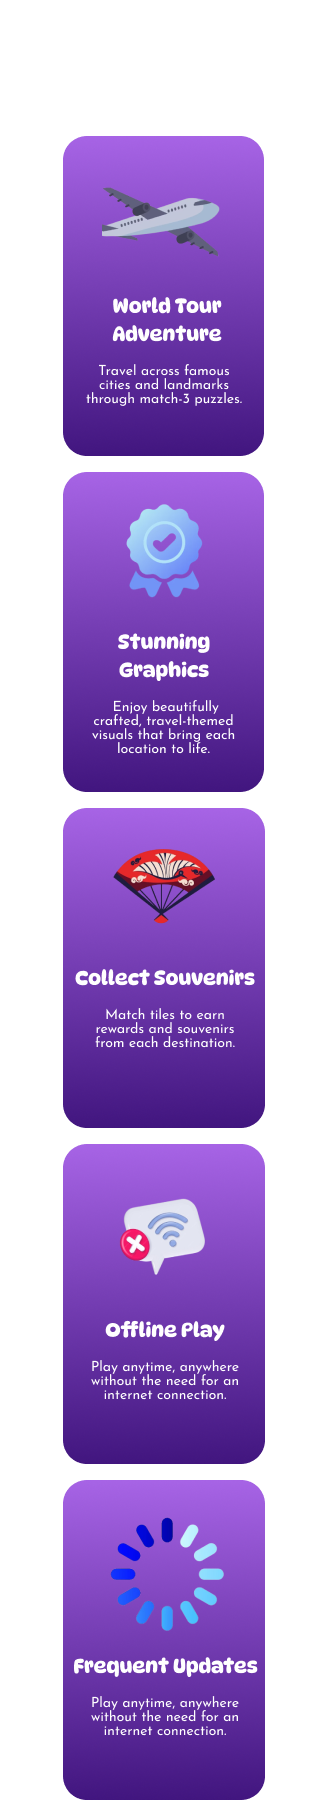 World Tour
Adventure
Travel across famous
cities and landmarks
through match-3 puzzles.
Stunning
Graphics
Enjoy beautifully
crafted, travel-themed
visuals that bring each
location to life.
Collect Souvenirs
Match tiles to earn
rewards and souvenirs
from each destination.
Offline Play
Play anytime, anywhere
without the need for an
internet connection.
Frequent Updates
Play anytime, anywhere
without the need for an
internet connection.